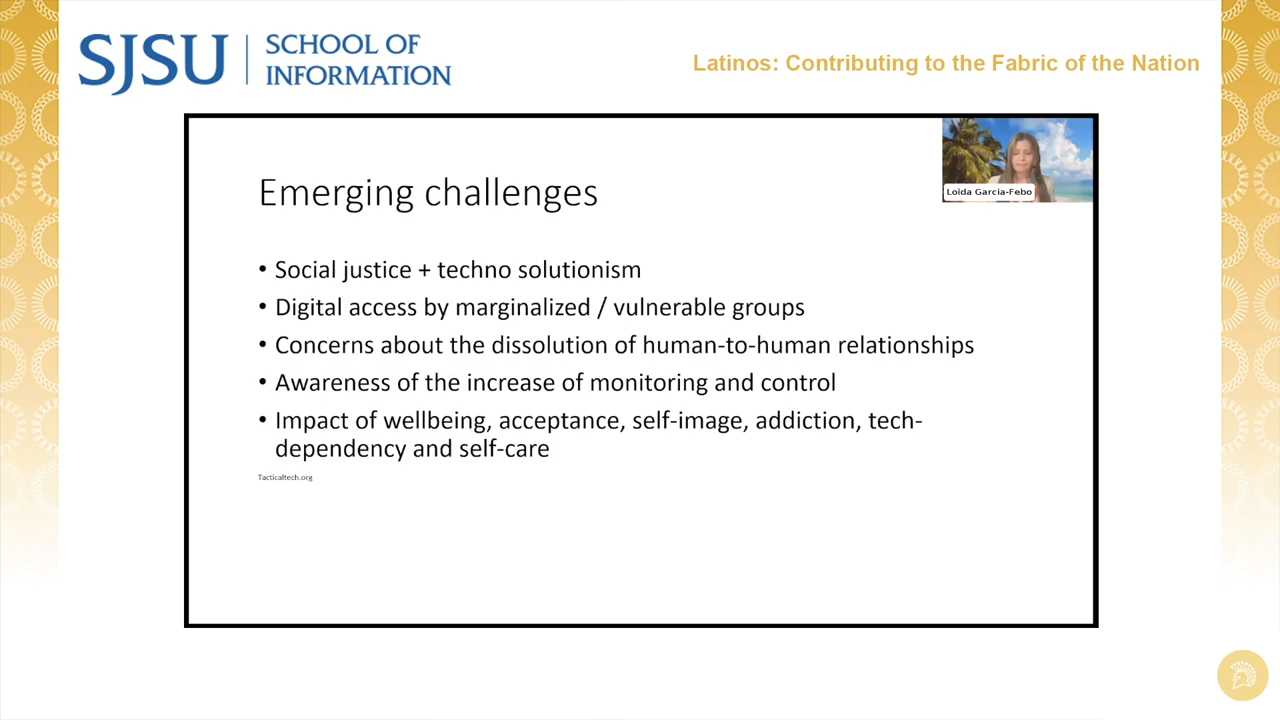 SJSU
SCHOOL OF
INFORMATION
Latinos: Contributing to the Fabric of the Nation
Loida Garcia-Febo
Emerging challenges
• Social justice + techno solutionism
• Digital access by marginalized / vulnerable groups
• Concerns about the dissolution of human-to-human relationships
• Awareness of the increase of monitoring and control
• Impact of wellbeing, acceptance, self-image, addiction, tech-
dependency and self-care
Tacticaltech.org